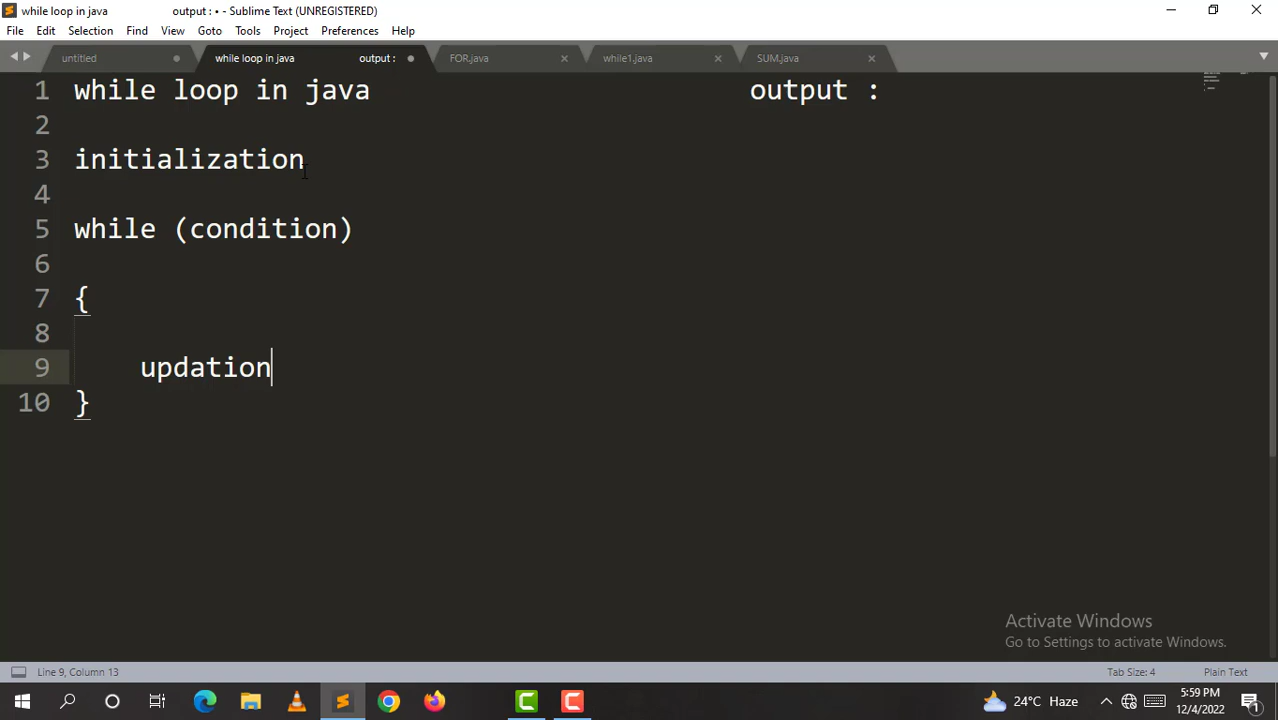 while loop in java output : • - Sublime Text (UNREGISTERED)
File Edit Selection Find View Goto Tools Project Preferences Help
untitled while loop in java output : FOR.java while1.java SUM.java
1 while loop in java output :
2
3 initialization
4
5 while (condition)
6
7 {
8
9 updation
10 }
Activate Windows
Go to Settings to activate Windows.
Line 9, Column 13 Tab Size: 4 Plain Text
24°C Haze 5:59 PM
12/4/2022